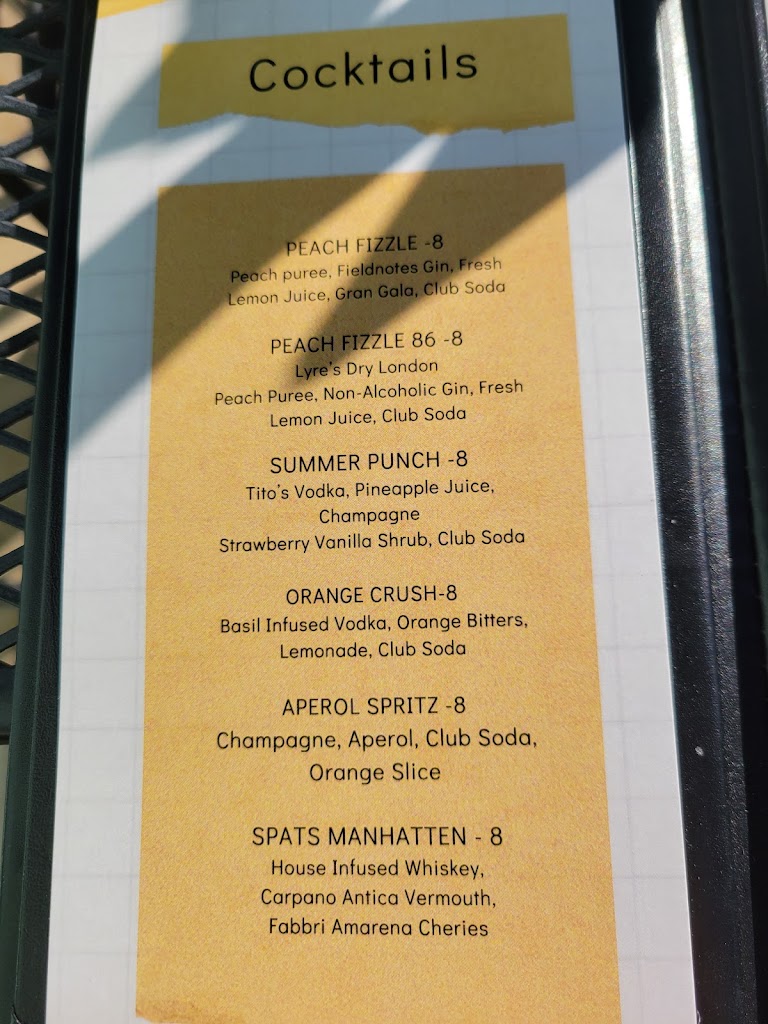 Cocktails
PEACH FIZZLE -8
Peach puree, Fieldnotes Gin, Fresh
Lemon Juice, Gran Gala, Club Soda
PEACH FIZZLE 86 -8
Lyre's Dry London
Peach Puree, Non-Alcoholic Gin, Fresh
Lemon Juice, Club Soda
SUMMER PUNCH -8
Tito's Vodka, Pineapple Juice,
Champagne
Strawberry Vanilla Shrub, Club Soda
ORANGE CRUSH-8
Basil Infused Vodka, Orange Bitters,
Lemonade, Club Soda
APEROL SPRITZ -8
Champagne, Aperol, Club Soda,
Orange Slice
SPATS MANHATTEN - 8
House Infused Whiskey,
Carpano Antica Vermouth,
Fabbri Amarena Cheries